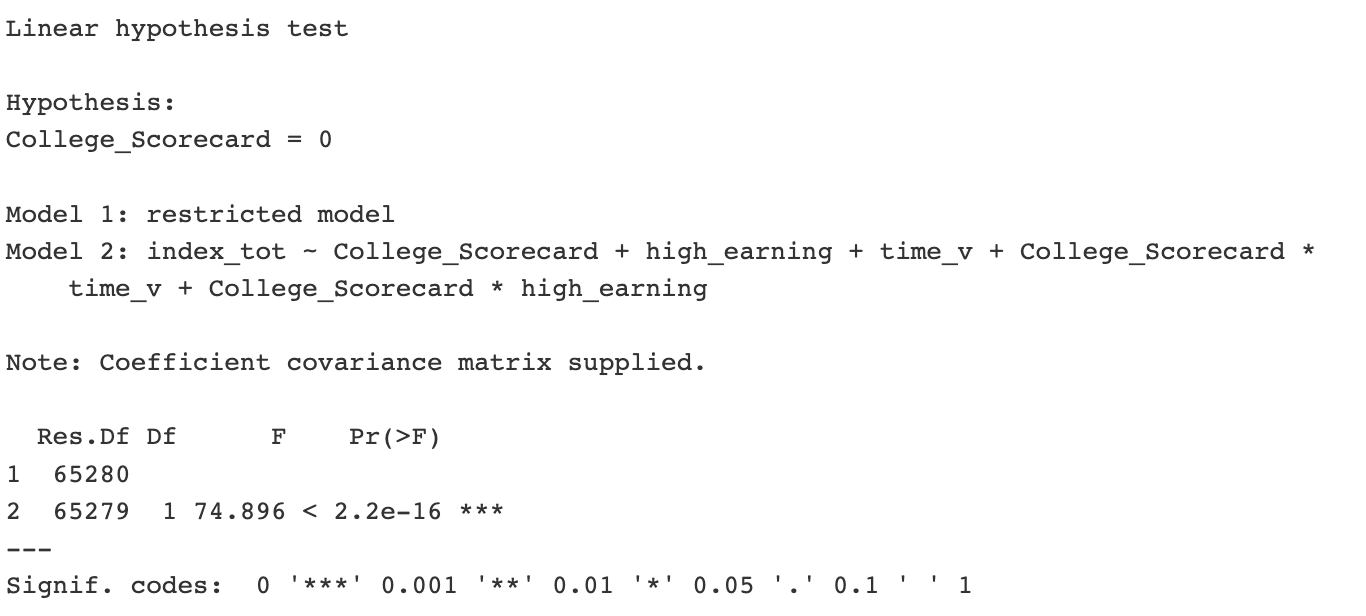 Linear hypothesis test
Hypothesis:
College_Scorecard = 0
Model 1: restricted model
Model 2: index_tot ~ College_Scorecard + high_earning + time_v + College_Scorecard *
time_v + College_Scorecard * high_earning
Note: Coefficient covariance matrix supplied.
Res.Df Df F Pr(>F)
1 65280
2 65279 1 74.896 < 2.2e-16 ***
---
Signif. codes: 0 '***' 0.001 '**' 0.01 '*' 0.05 '.' 0.1 ' ' 1